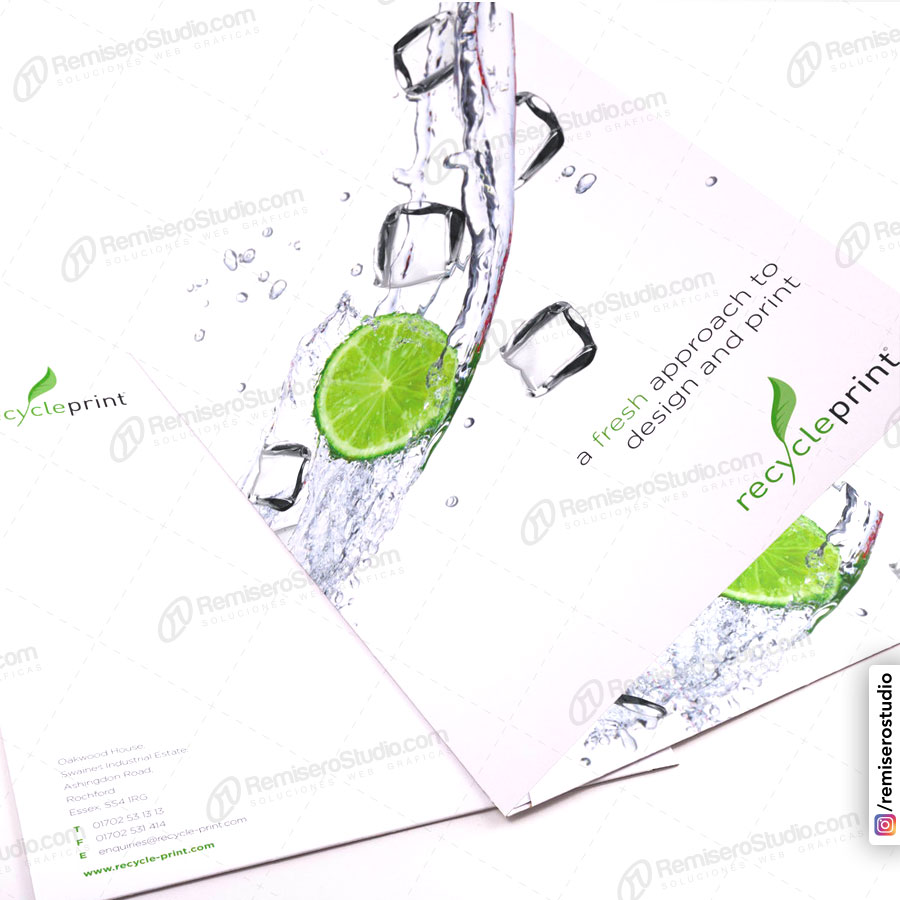 a fresh approach to
design and print
recycleprint®
cycleprint
Oakwood House,
Swaines Industrial Estate
Ashingdon Road,
Rochford
Essex, SS4 1RG
T 01702 53 13 13
F 01702 531 414
E enquiries@recycle-print.com
www.recycle-print.com
/remiserostudio
RemiseroStudio.com
SOLUCIONES WEB GRÁFICAS